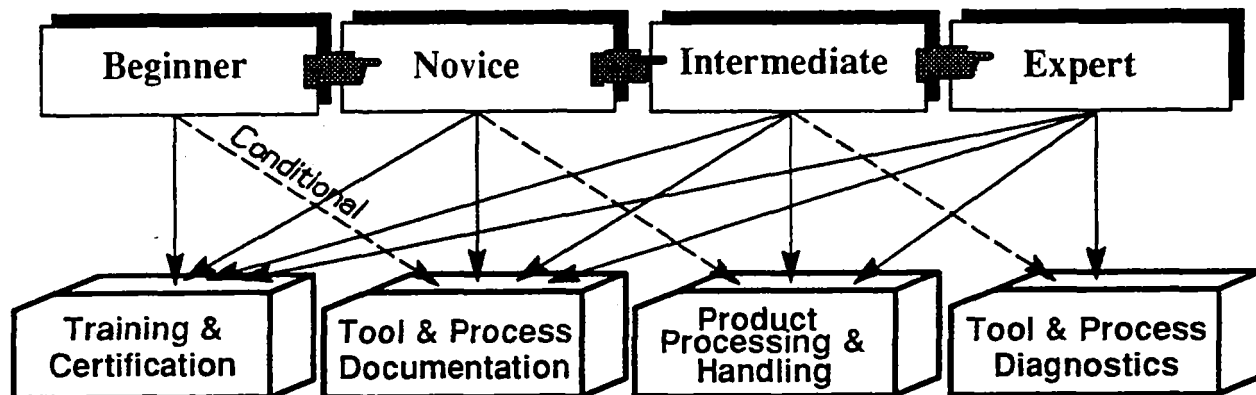 Beginner
Novice
Intermediate
Expert
Conditional
Training &
Certification
Tool & Process
Documentation
Product
Processing &
Handling
Tool & Process
Diagnostics